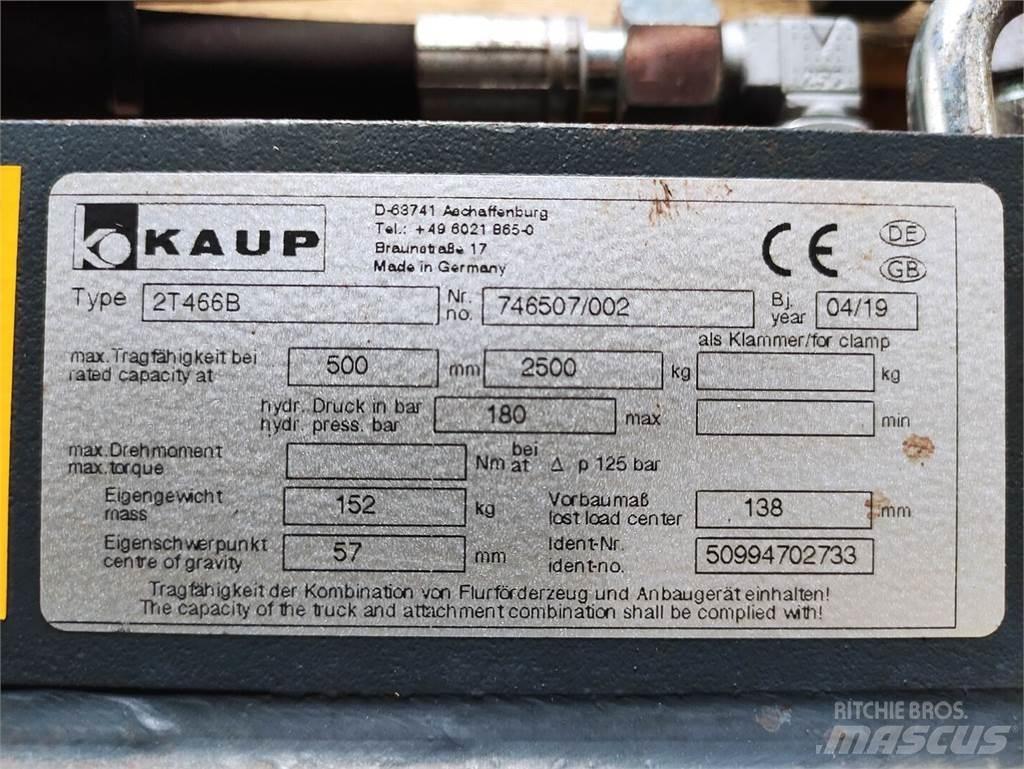 KAUP
D-63741 Aschaffenburg
Tel.: +49 6021 865-0
Braunstraße 17
Made in Germany
CE
DE
GB
Type 2T466B Nr. no. 746507/002 Bj. year 04/19
als Klammer/for clamp
max.Tragfähigkeit bei
rated capacity at 500 mm 2500 kg kg
hydr. Druck in bar
hydr. press. bar 180 max min
max.Drehmoment
max.torque Nm bei at Δ p 125 bar
Eigengewicht
mass 152 kg
Vorbaumaß
lost load center 138 mm
Eigenschwerpunkt
centre of gravity 57 mm
Ident-Nr.
ident-no. 50994702733
Tragfähigkeit der Kombination von Flurförderzeug und Anbaugerät einhalten!
The capacity of the truck and attachment combination shall be complied with!
RITCHIE BROS.
MASCUS